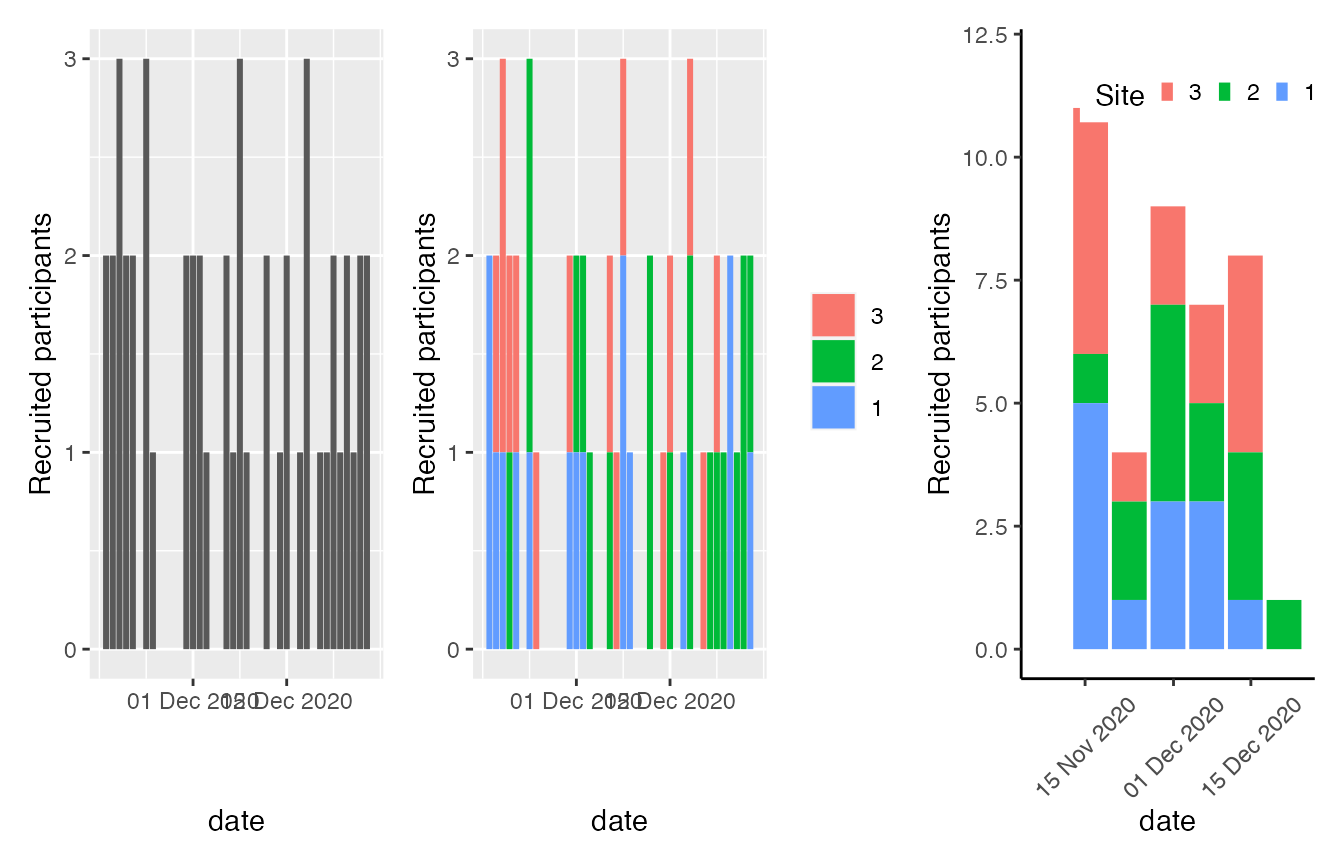 Recruited participants
3
2
1
0
01 Dec 2020
15 Dec 2020
date
Recruited participants
3
2
1
0
01 Dec 2020
15 Dec 2020
date
3
2
1
Recruited participants
12.5
10.0
7.5
5.0
2.5
0.0
Site 3 2 1
15 Nov 2020
01 Dec 2020
15 Dec 2020
date